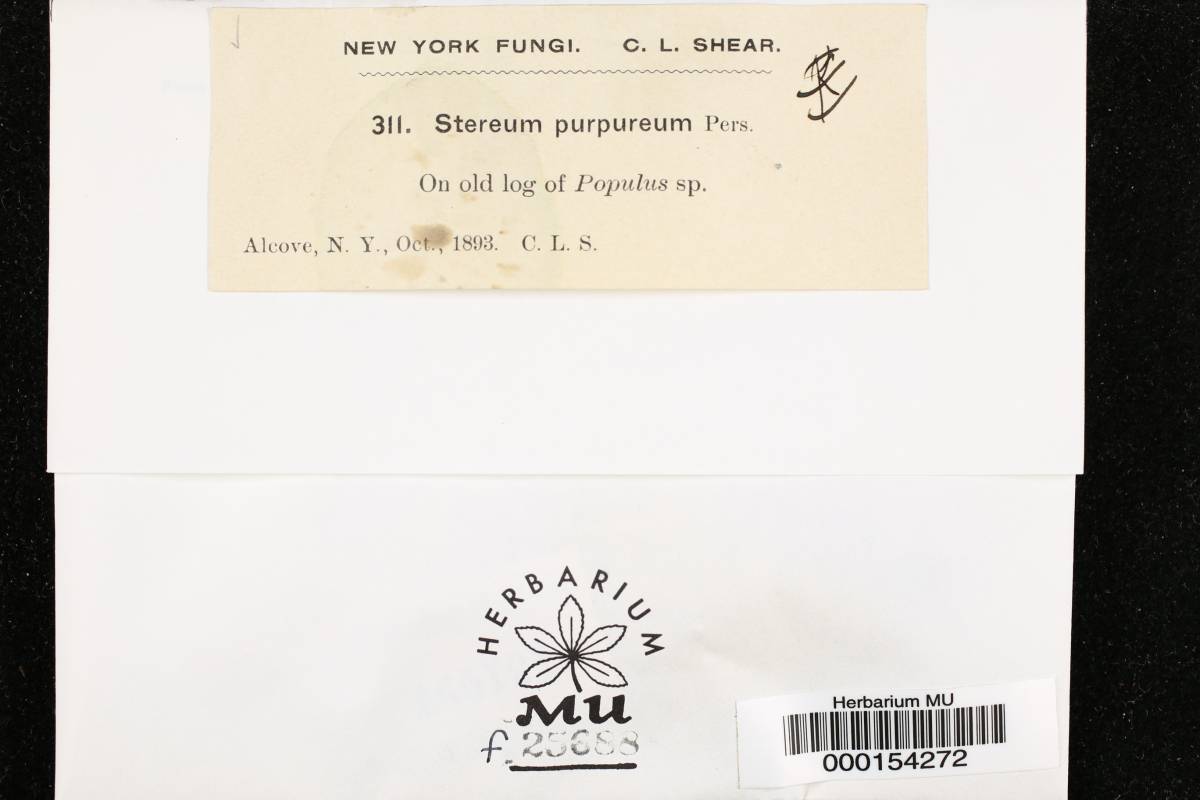 NEW YORK FUNGI. C. L. SHEAR.
311. Stereum purpureum Pers.
On old log of Populus sp.
Alcove, N. Y., Oct., 1893. C. L. S.
HERBARIUM
MU
f. 25688
Herbarium MU
000154272